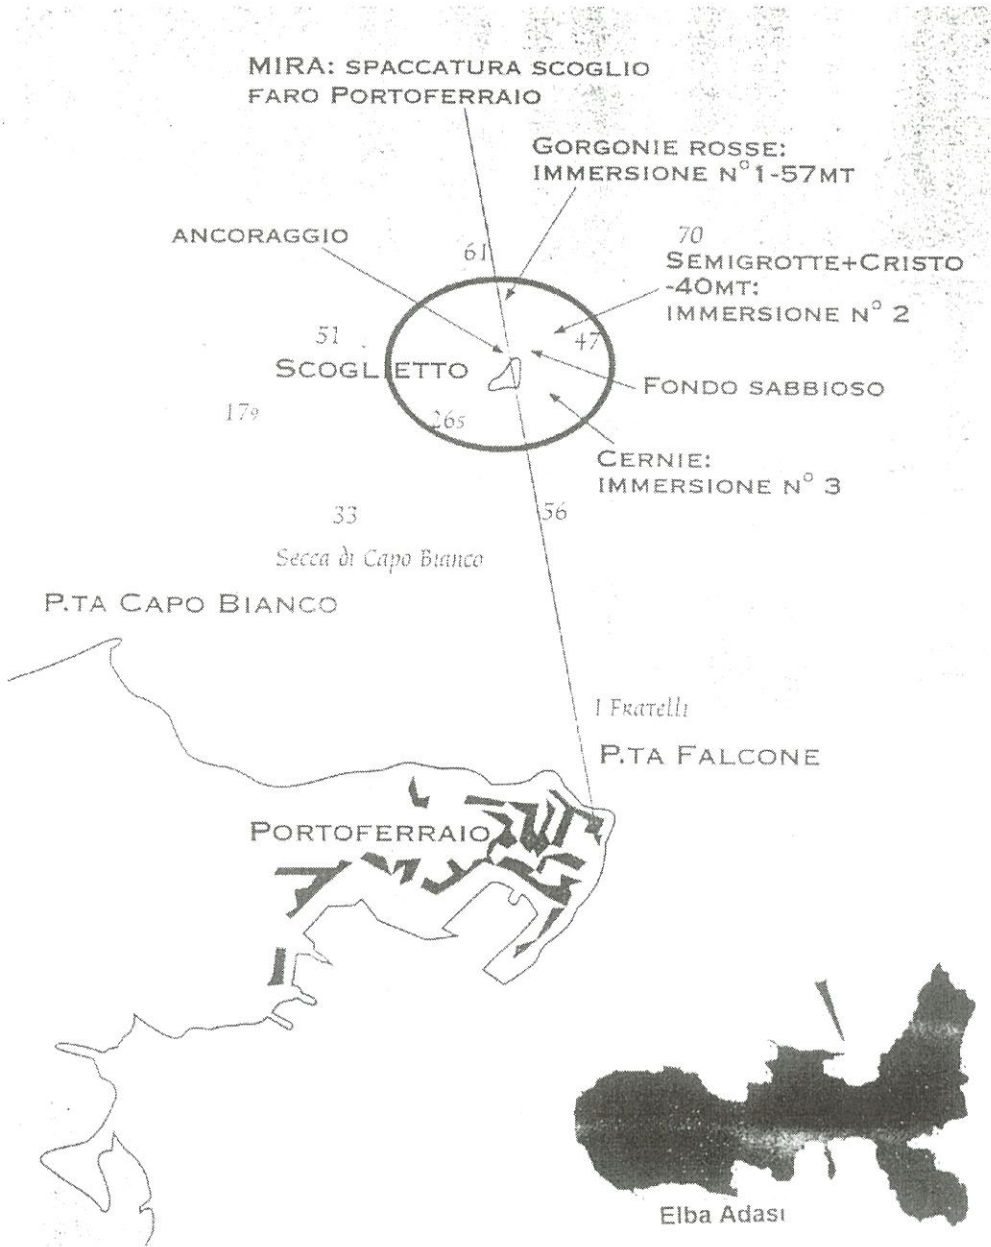 MIRA: SPACCATURA SCOGLIO
FARO PORTOFERRAIO
GORGONIE ROSSE:
IMMERSIONE N° 1-57MT
ANCORAGGIO
61
70
SEMIGROTTE+CRISTO
-40MT:
IMMERSIONE N° 2
51
47
SCOGLIETTO
FONDO SABBIOSO
179
265
CERNIE:
IMMERSIONE N° 3
33
56
Secca di Capo Bianco
P.TA CAPO BIANCO
I Fratelli
P.TA FALCONE
PORTOFERRAIO
Elba Adası